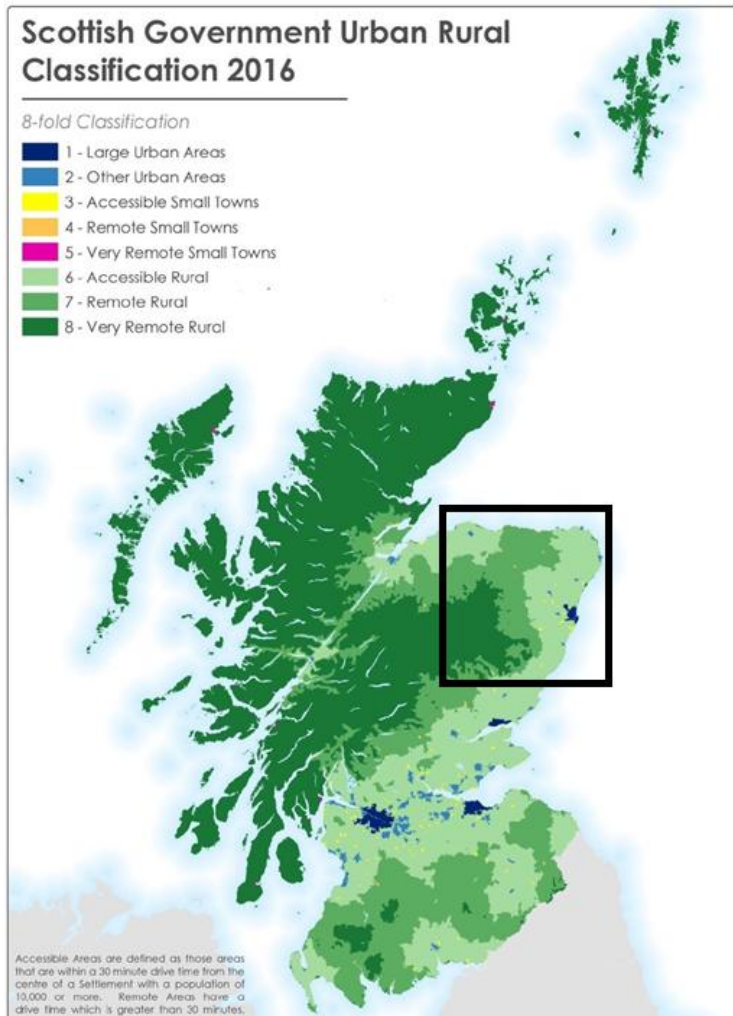 Scottish Government Urban Rural
Classification 2016
8-fold Classification
1 - Large Urban Areas
2 - Other Urban Areas
3 - Accessible Small Towns
4 - Remote Small Towns
5 - Very Remote Small Towns
6 - Accessible Rural
7 - Remote Rural
8 - Very Remote Rural
Accessible Areas are defined as those areas
that are within a 30 minute drive time from the
centre of a Settlement with a population of
10,000 or more. Remote Areas have a
drive time which is greater than 30 minutes.